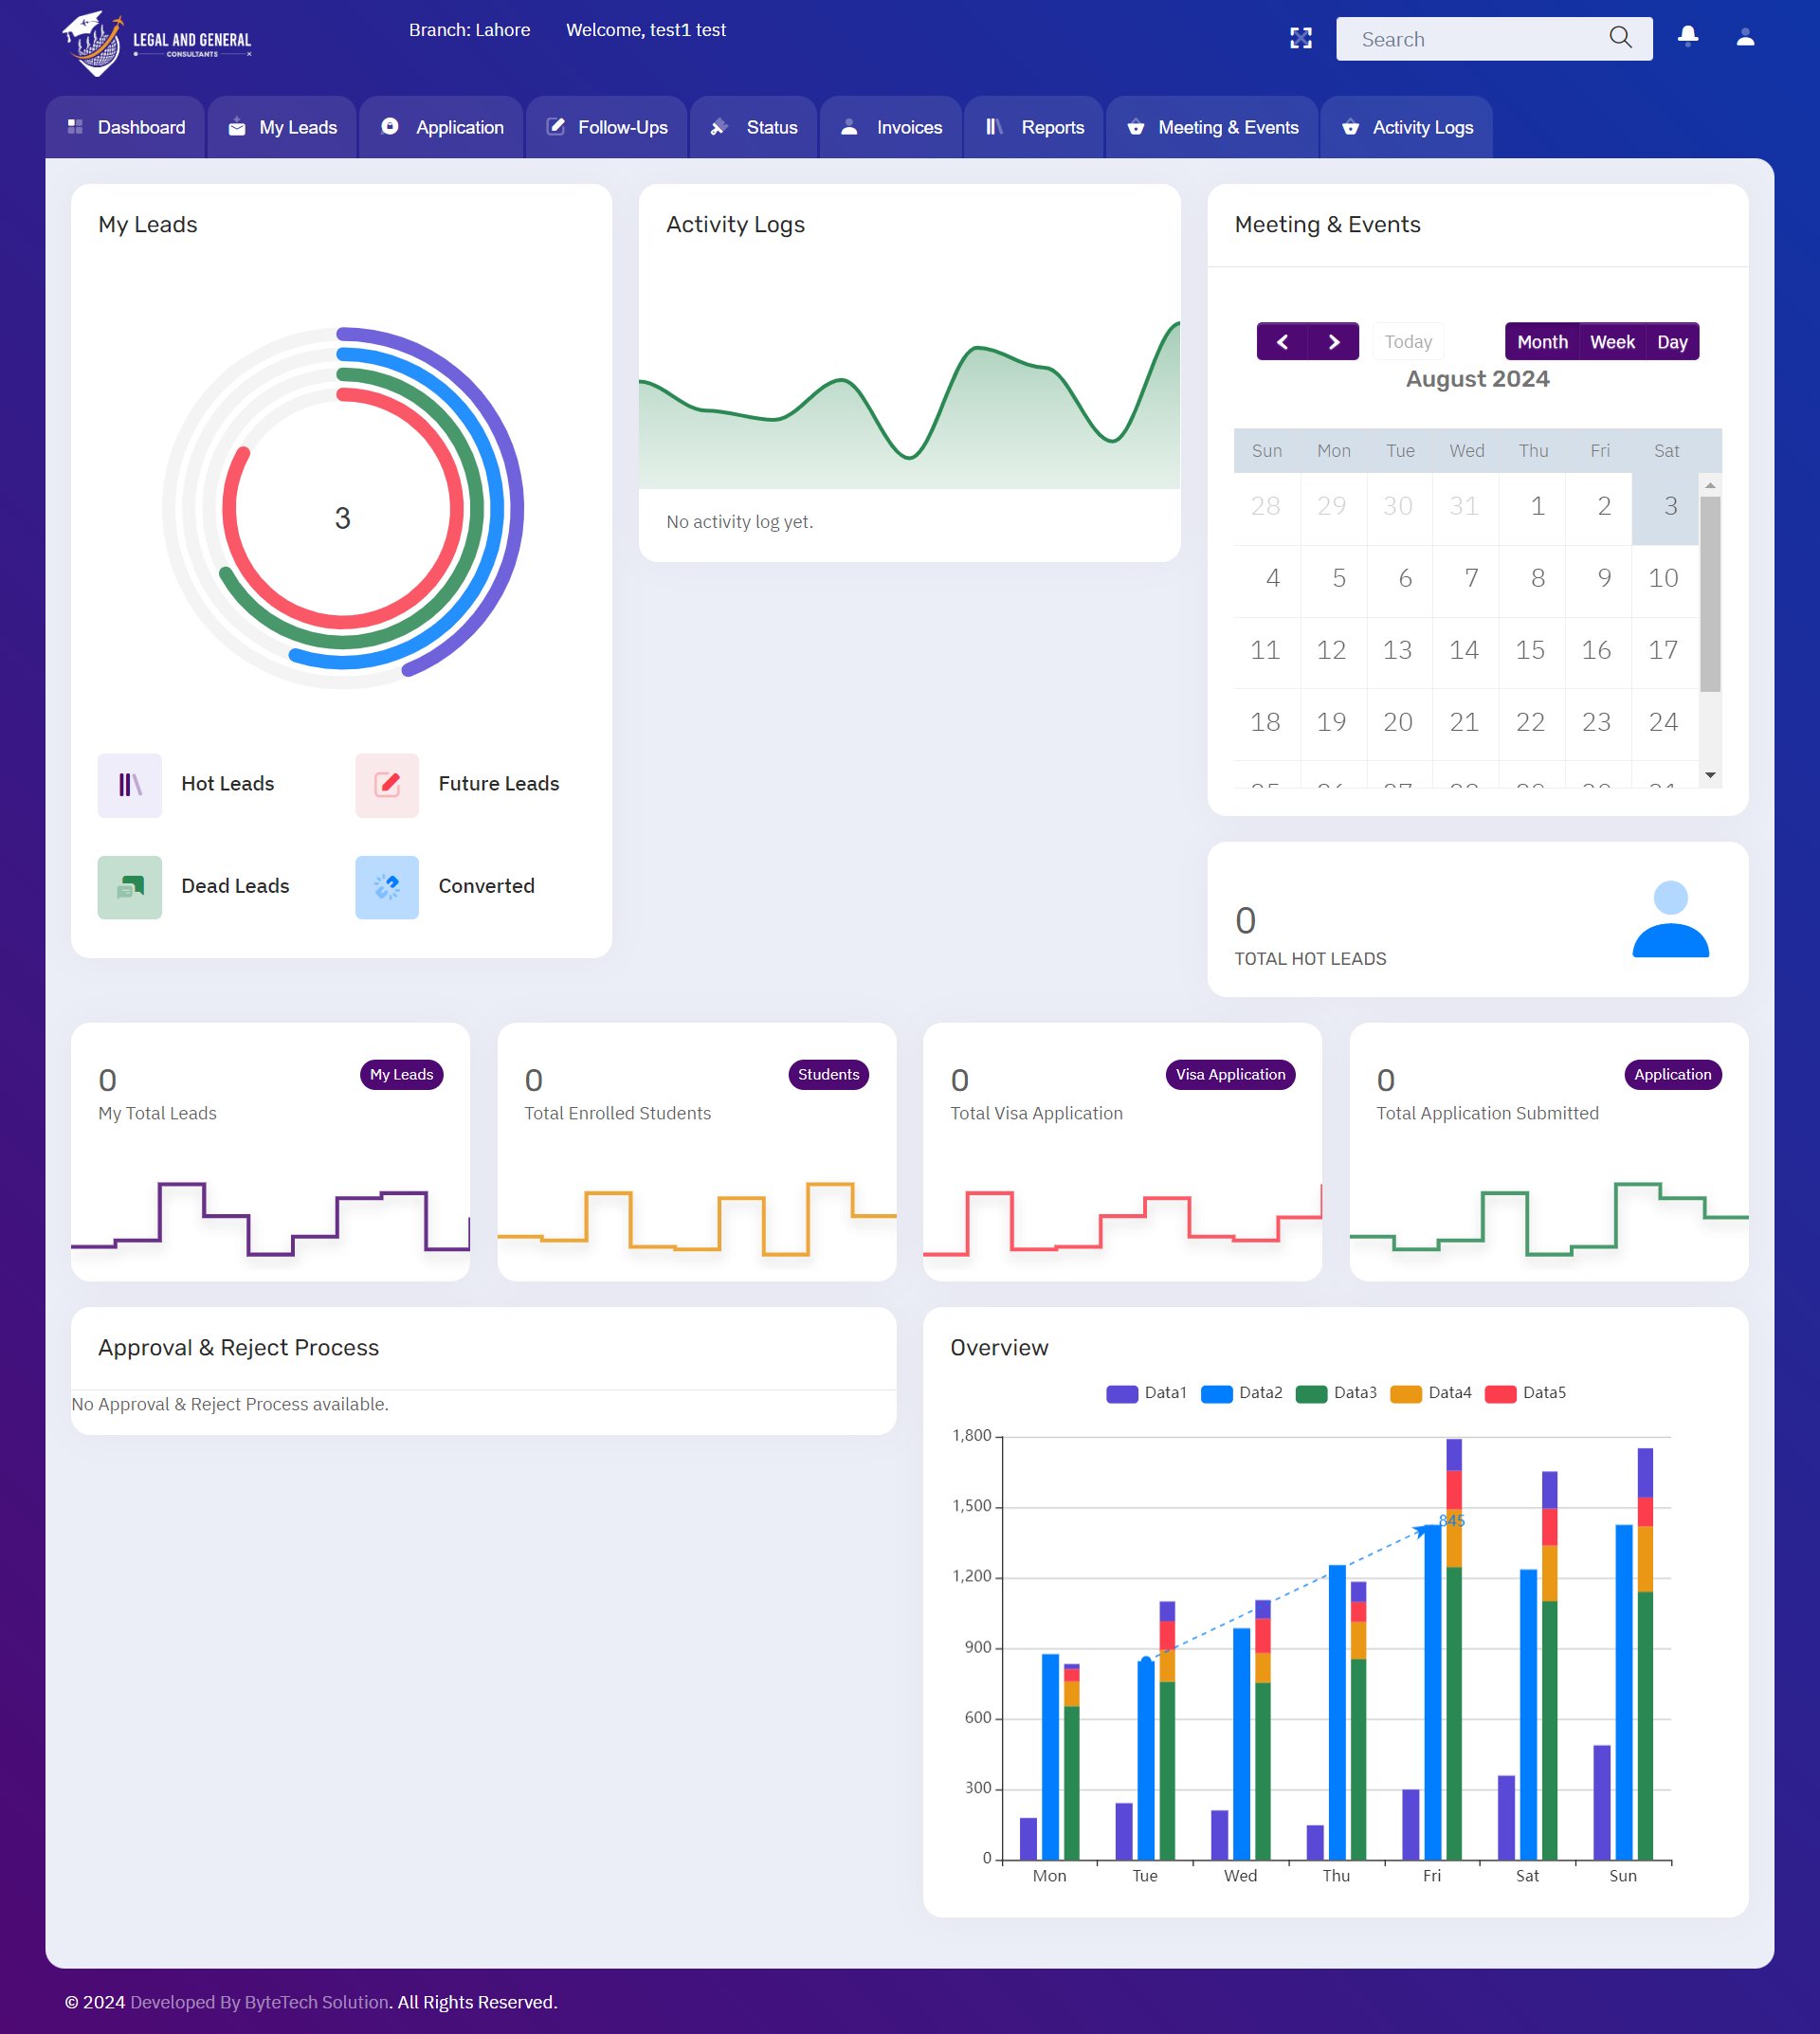 LEGAL AND GENERAL
CONSULTANTS
Branch: Lahore
Welcome, test1 test
Search
Dashboard
My Leads
Application
Follow-Ups
Status
Invoices
Reports
Meeting & Events
Activity Logs
My Leads
3
Hot Leads
Future Leads
Dead Leads
Converted
Activity Logs
No activity log yet.
Meeting & Events
Today
Month Week Day
August 2024
Sun Mon Tue Wed Thu Fri Sat
28 29 30 31 1 2 3
4 5 6 7 8 9 10
11 12 13 14 15 16 17
18 19 20 21 22 23 24
25 26 27 28 29 30 31
0
TOTAL HOT LEADS
0
My Leads
My Total Leads
0
Students
Total Enrolled Students
0
Visa Application
Total Visa Application
0
Application
Total Application Submitted
Approval & Reject Process
No Approval & Reject Process available.
Overview
Data1 Data2 Data3 Data4 Data5
1,800
1,500
845
1,200
900
600
300
0
Mon Tue Wed Thu Fri Sat Sun
© 2024 Developed By ByteTech Solution. All Rights Reserved.